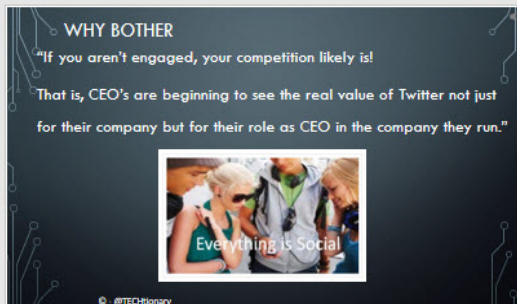 WHY BOTHER
“If you aren’t engaged, your competition likely is!
That is, CEO’s are beginning to see the real value of Twitter not just
for their company but for their role as CEO in the company they run.”
Everything is Social
© - @TECHtionary